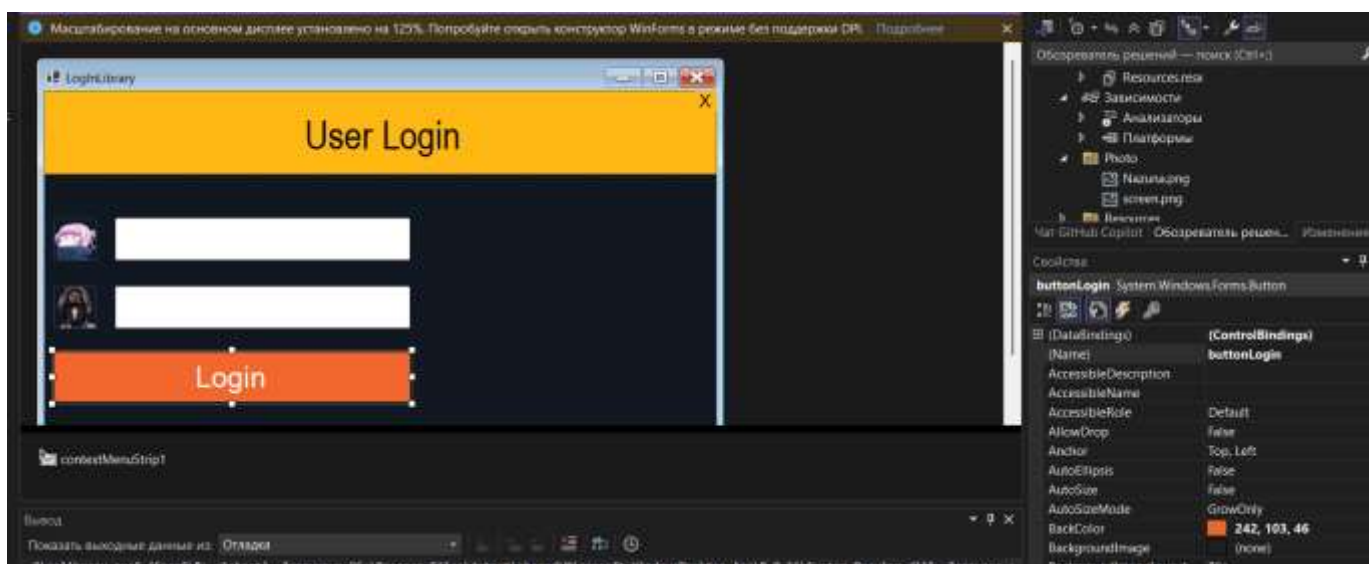 Масштабирование на основном дисплее установлено на 125%. Попробуйте открыть конструктор WinForms в режиме без поддержки DPI. Подробнее
LoginLibrary
X
User Login
Login
contextMenuStrip1
Вывод
Показать выходные данные из: Отладка
Обозреватель решений — поиск (Ctrl+;)
Resources.resx
Зависимости
Анализаторы
Платформы
Photo
Nazuna.png
screen.png
Resources
Чат GitHub Copilot Обозреватель решен... Изменения
Свойства
buttonLogin System.Windows.Forms.Button
(DataBindings) (ControlBindings)
(Name) buttonLogin
AccessibleDescription
AccessibleName
AccessibleRole Default
AllowDrop False
Anchor Top, Left
AutoEllipsis False
AutoSize False
AutoSizeMode GrowOnly
BackColor 242, 103, 46
BackgroundImage (none)